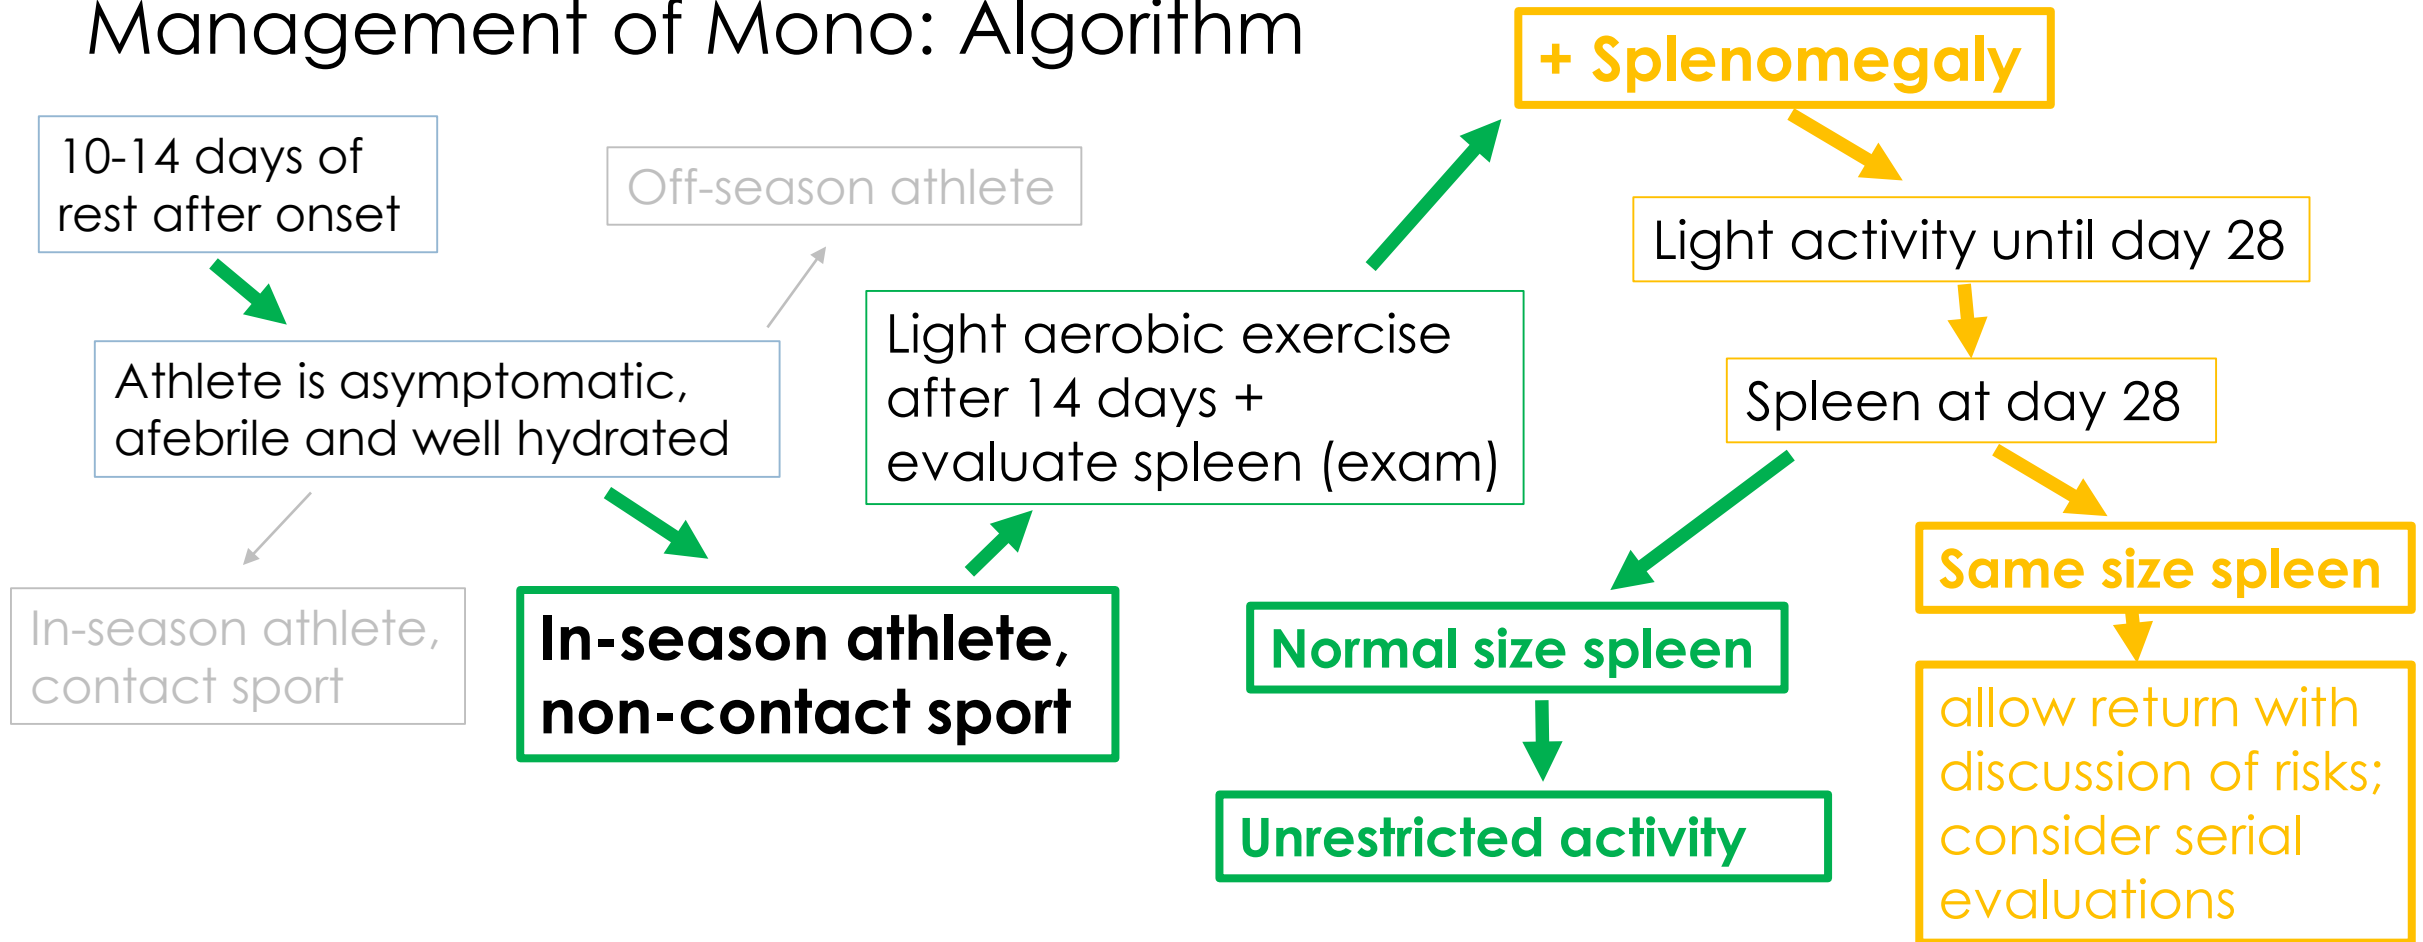 Management of Mono: Algorithm
+ Splenomegaly
10-14 days of
rest after onset
Off-season athlete
Light activity until day 28
Athlete is asymptomatic,
afebrile and well hydrated
Light aerobic exercise
after 14 days +
evaluate spleen (exam)
Spleen at day 28
In-season athlete,
contact sport
In-season athlete,
non-contact sport
Normal size spleen
Same size spleen
Unrestricted activity
allow return with
discussion of risks;
consider serial
evaluations